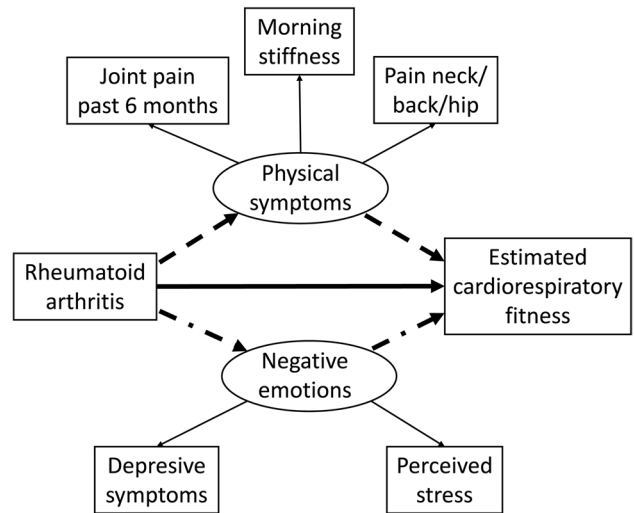 Morning
stiffness
Joint pain
past 6 months
Pain neck/
back/hip
Physical
symptoms
Rheumatoid
arthritis
Estimated
cardiorespiratory
fitness
Negative
emotions
Depresive
symptoms
Perceived
stress